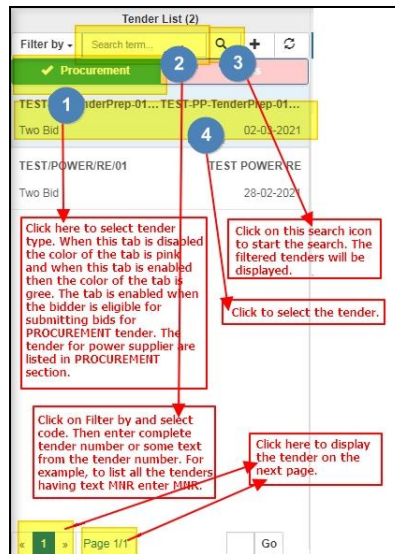 Tender List (2)
Filter by
Search term...
✔ Procurement
2
3
s
1
TEST-
nderPrep-01...TEST-PP-TenderPrep-01...
4
Two Bid
02-03-2021
TEST/POWER/RE/01
TEST POWER RE
Two Bid
28-02-2021
Click here to select tender
type. When this tab is disabled
the color of the tab is pink
and when this tab is enabled
then the color of the tab is
gree. The tab is enabled when
the bidder is eligible for
submitting bids for
PROCUREMENT tender. The
tender for power supplier are
listed in PROCUREMENT
section.
Click on this search icon
to start the search. The
filtered tenders will be
displayed.
Click to select the tender.
Click on Filter by and select
code. Then enter complete
tender number or some text
from the tender number. For
example, to list all the tenders
having text MNR enter MNR.
Click here to display
the tender on the
next page.
« 1 » Page 1/1 Go